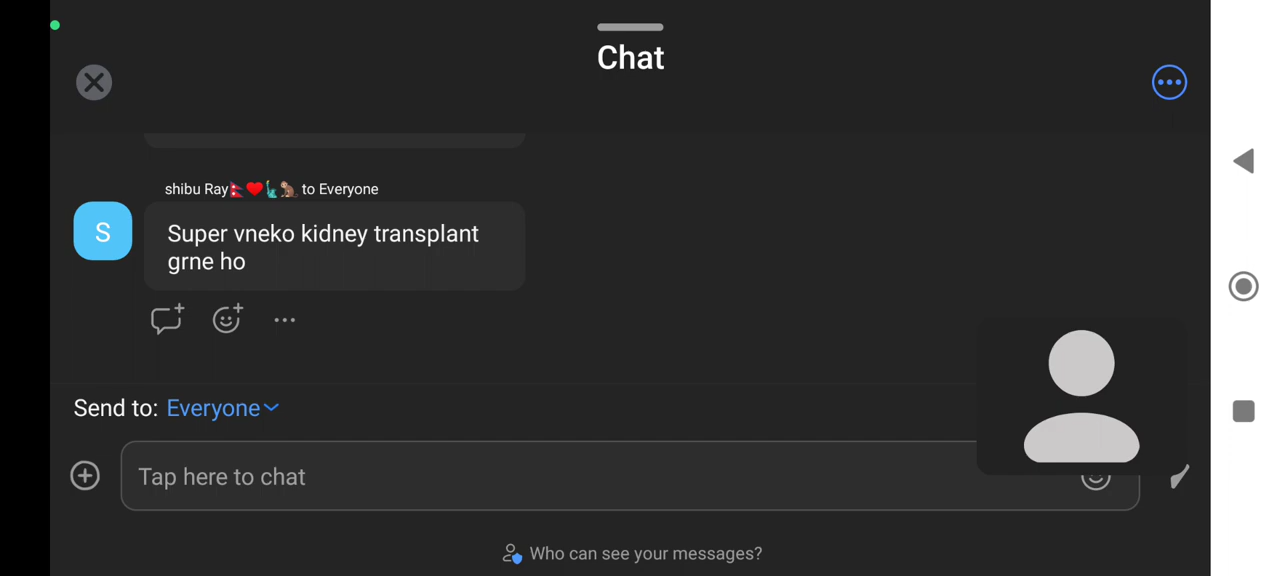 Chat
shibu Ray🇳🇵❤️🗽🦫 to Everyone
S
Super vneko kidney transplant
grne ho
Send to: Everyone
Tap here to chat
Who can see your messages?